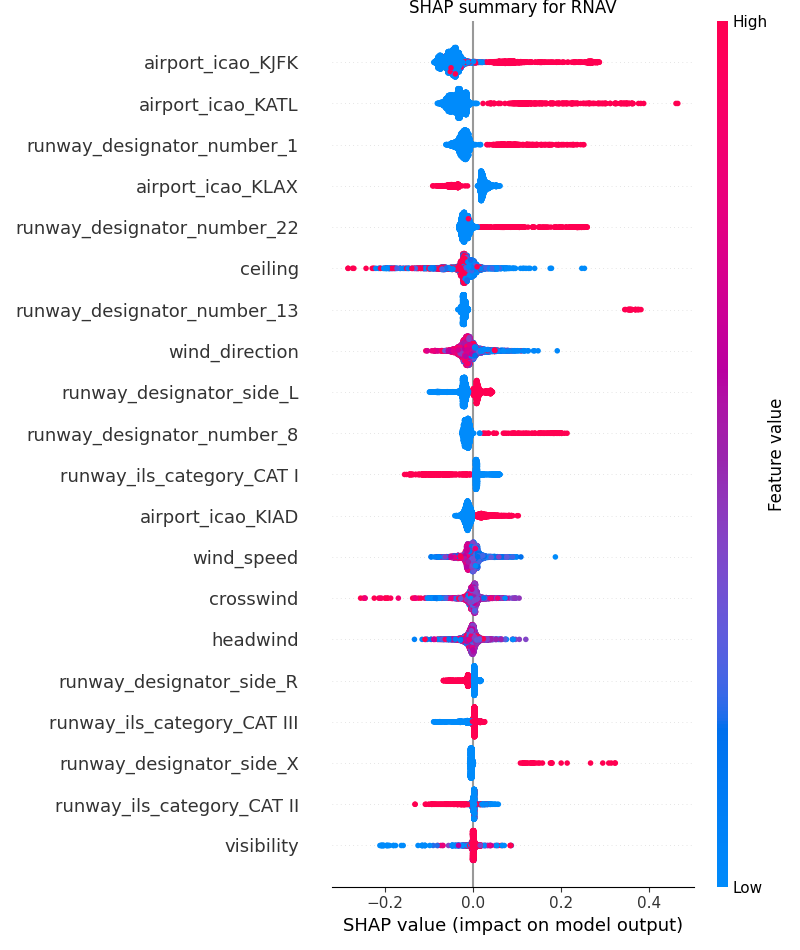 SHAP summary for RNAV
High
airport_icao_KJFK
airport_icao_KATL
runway_designator_number_1
airport_icao_KLAX
runway_designator_number_22
ceiling
runway_designator_number_13
wind_direction
runway_designator_side_L
runway_designator_number_8
runway_ils_category_CAT I
airport_icao_KIAD
wind_speed
crosswind
headwind
runway_designator_side_R
runway_ils_category_CAT III
runway_designator_side_X
runway_ils_category_CAT II
visibility
Feature value
Low
−0.2 0.0 0.2 0.4
SHAP value (impact on model output)